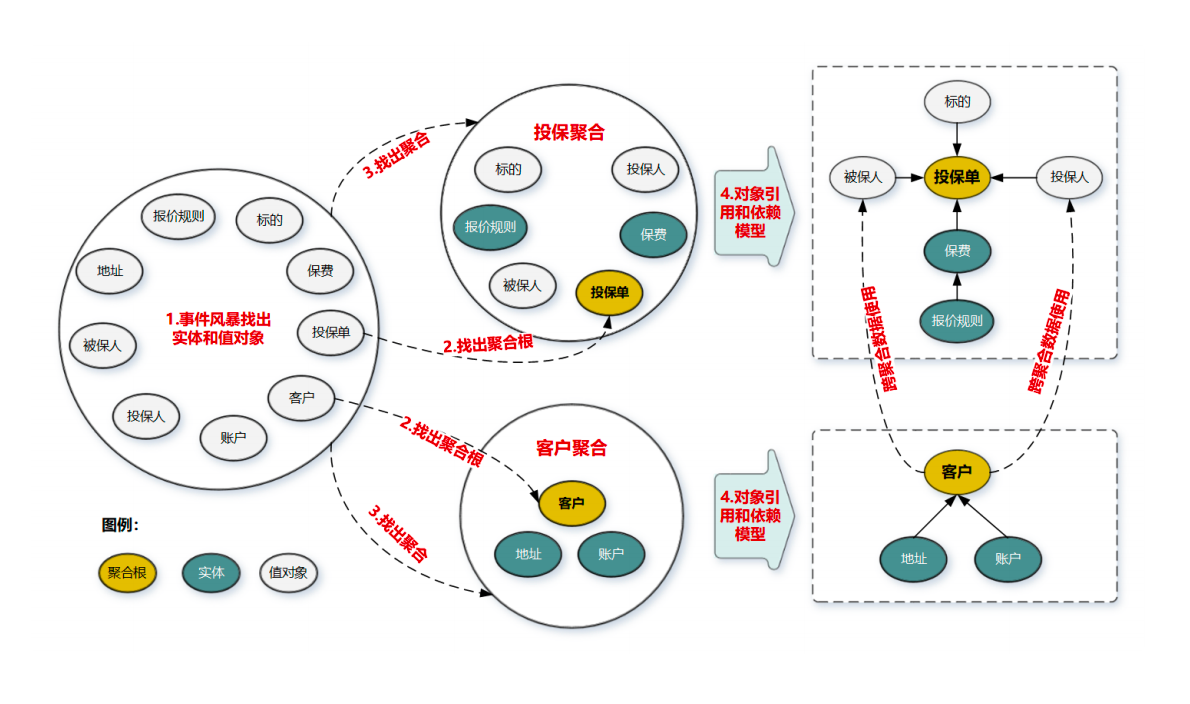 报价规则
标的
地址
保费
1.事件风暴找出
实体和值对象
投保单
被保人
客户
投保人
账户
图例：
聚合根
实体
值对象
3.找出聚合
2.找出聚合根
2.找出聚合根
3.找出聚合
投保聚合
标的
投保人
报价规则
保费
被保人
投保单
客户聚合
客户
地址
账户
4.对象引
用和依赖
模型
4.对象引
用和依赖
模型
标的
被保人
投保单
投保人
保费
报价规则
跨聚合数据使用
跨聚合数据使用
客户
地址
账户